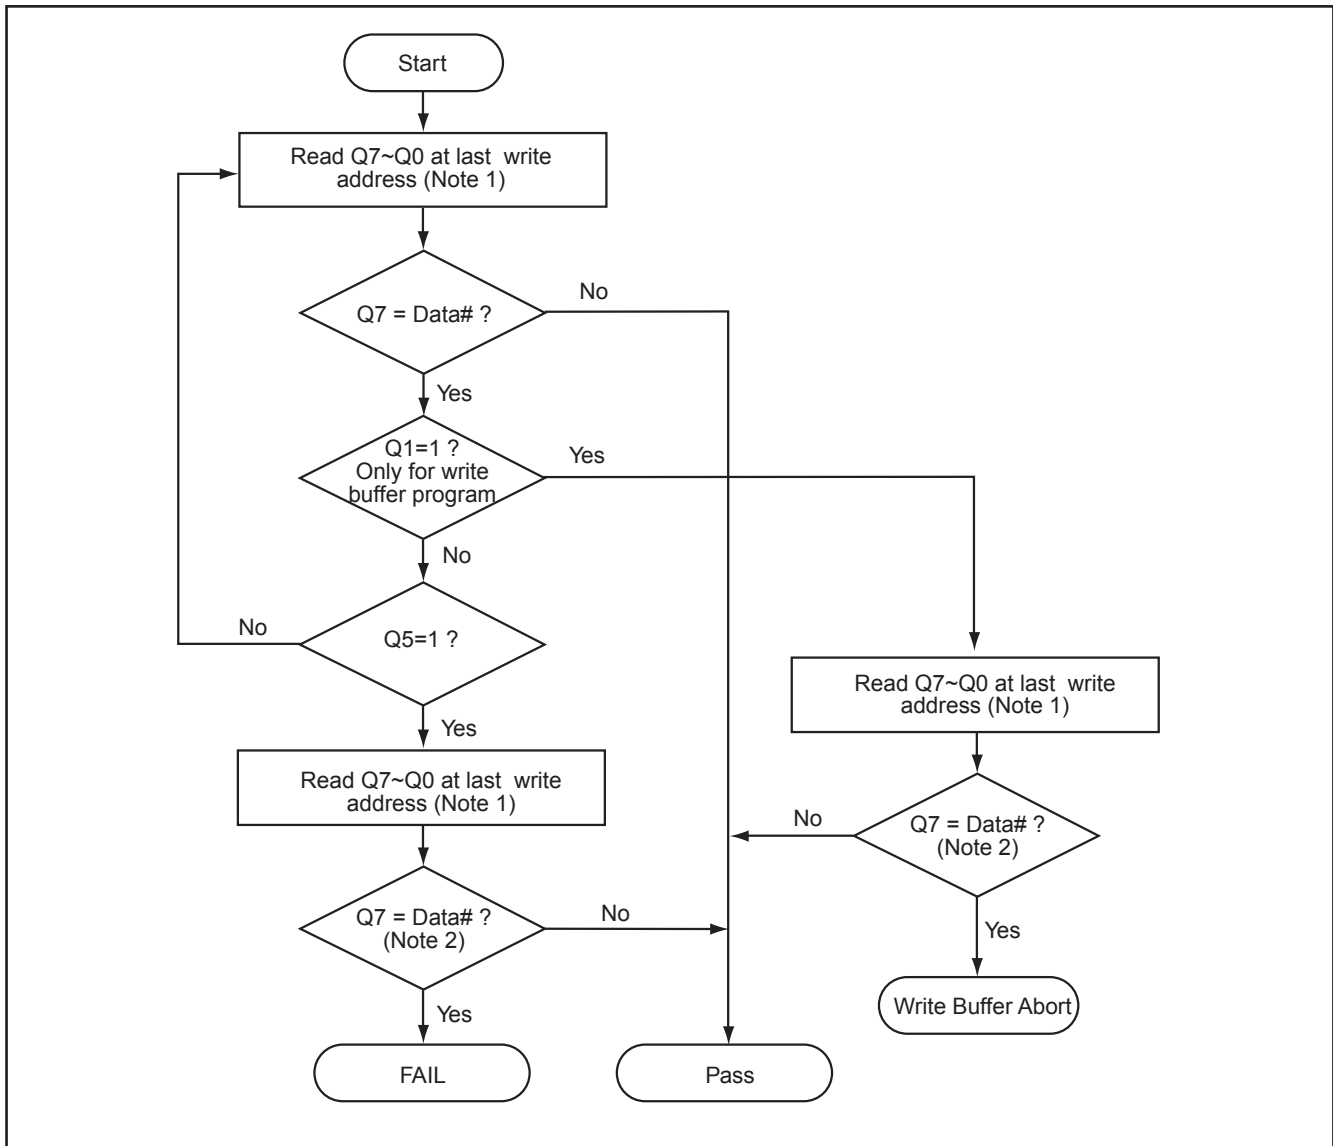 Start
Read Q7~Q0 at last write
address (Note 1)
Q7 = Data# ?
No
Yes
Q1=1 ?
Only for write
buffer program
Yes
No
Q5=1 ?
No
Yes
Read Q7~Q0 at last write
address (Note 1)
Read Q7~Q0 at last write
address (Note 1)
Q7 = Data# ?
(Note 2)
No
Yes
Q7 = Data# ?
(Note 2)
No
Yes
Write Buffer Abort
FAIL
Pass